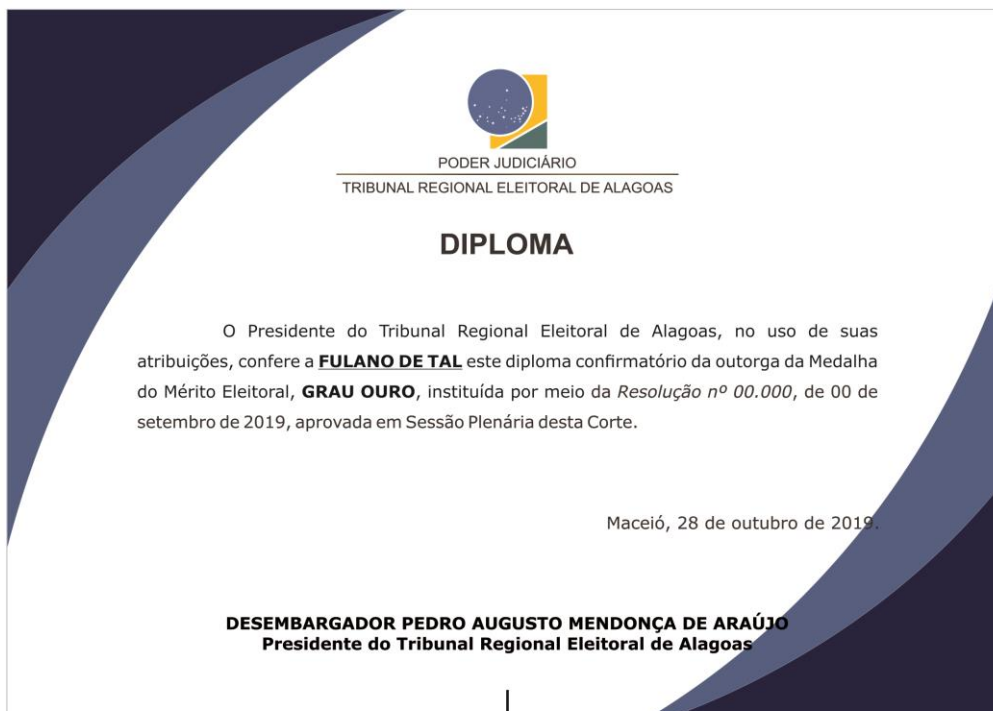 PODER JUDICIÁRIO
TRIBUNAL REGIONAL ELEITORAL DE ALAGOAS
DIPLOMA
O Presidente do Tribunal Regional Eleitoral de Alagoas, no uso de suas
atribuições, confere a FULANO DE TAL este diploma confirmatório da outorga da Medalha
do Mérito Eleitoral, GRAU OURO, instituída por meio da Resolução nº 00.000, de 00 de
setembro de 2019, aprovada em Sessão Plenária desta Corte.
Maceió, 28 de outubro de 2019.
DESEMBARGADOR PEDRO AUGUSTO MENDONÇA DE ARAÚJO
Presidente do Tribunal Regional Eleitoral de Alagoas